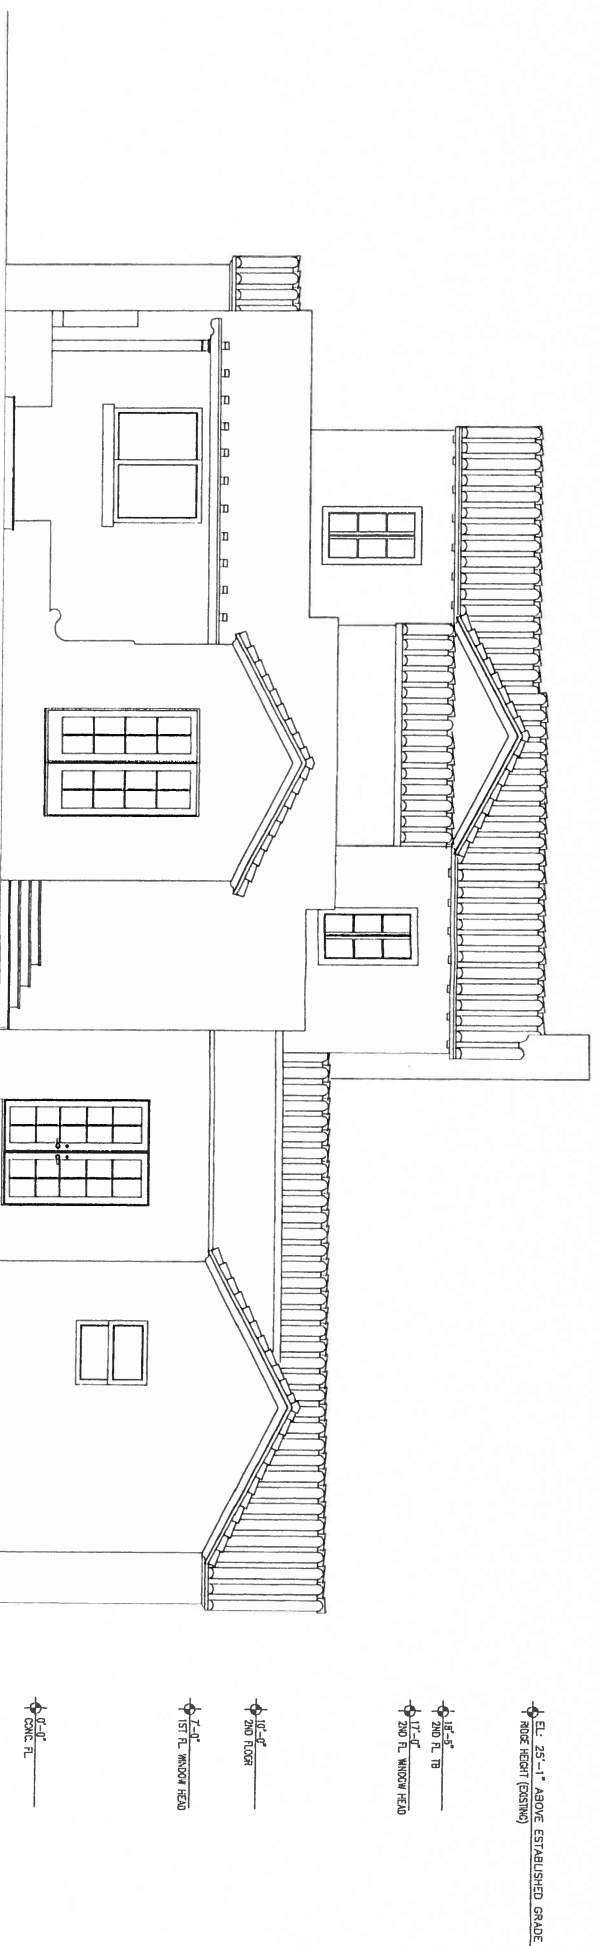 EL: 25'-1" ABOVE ESTABLISHED GRADE
RIDGE HEIGHT (EXISTING)
18'-5"
2ND FL TB
17'-0"
2ND FL WINDOW HEAD
10'-0"
2ND FLOOR
7'-0"
1ST FL WINDOW HEAD
0'-0"
CONC. FL